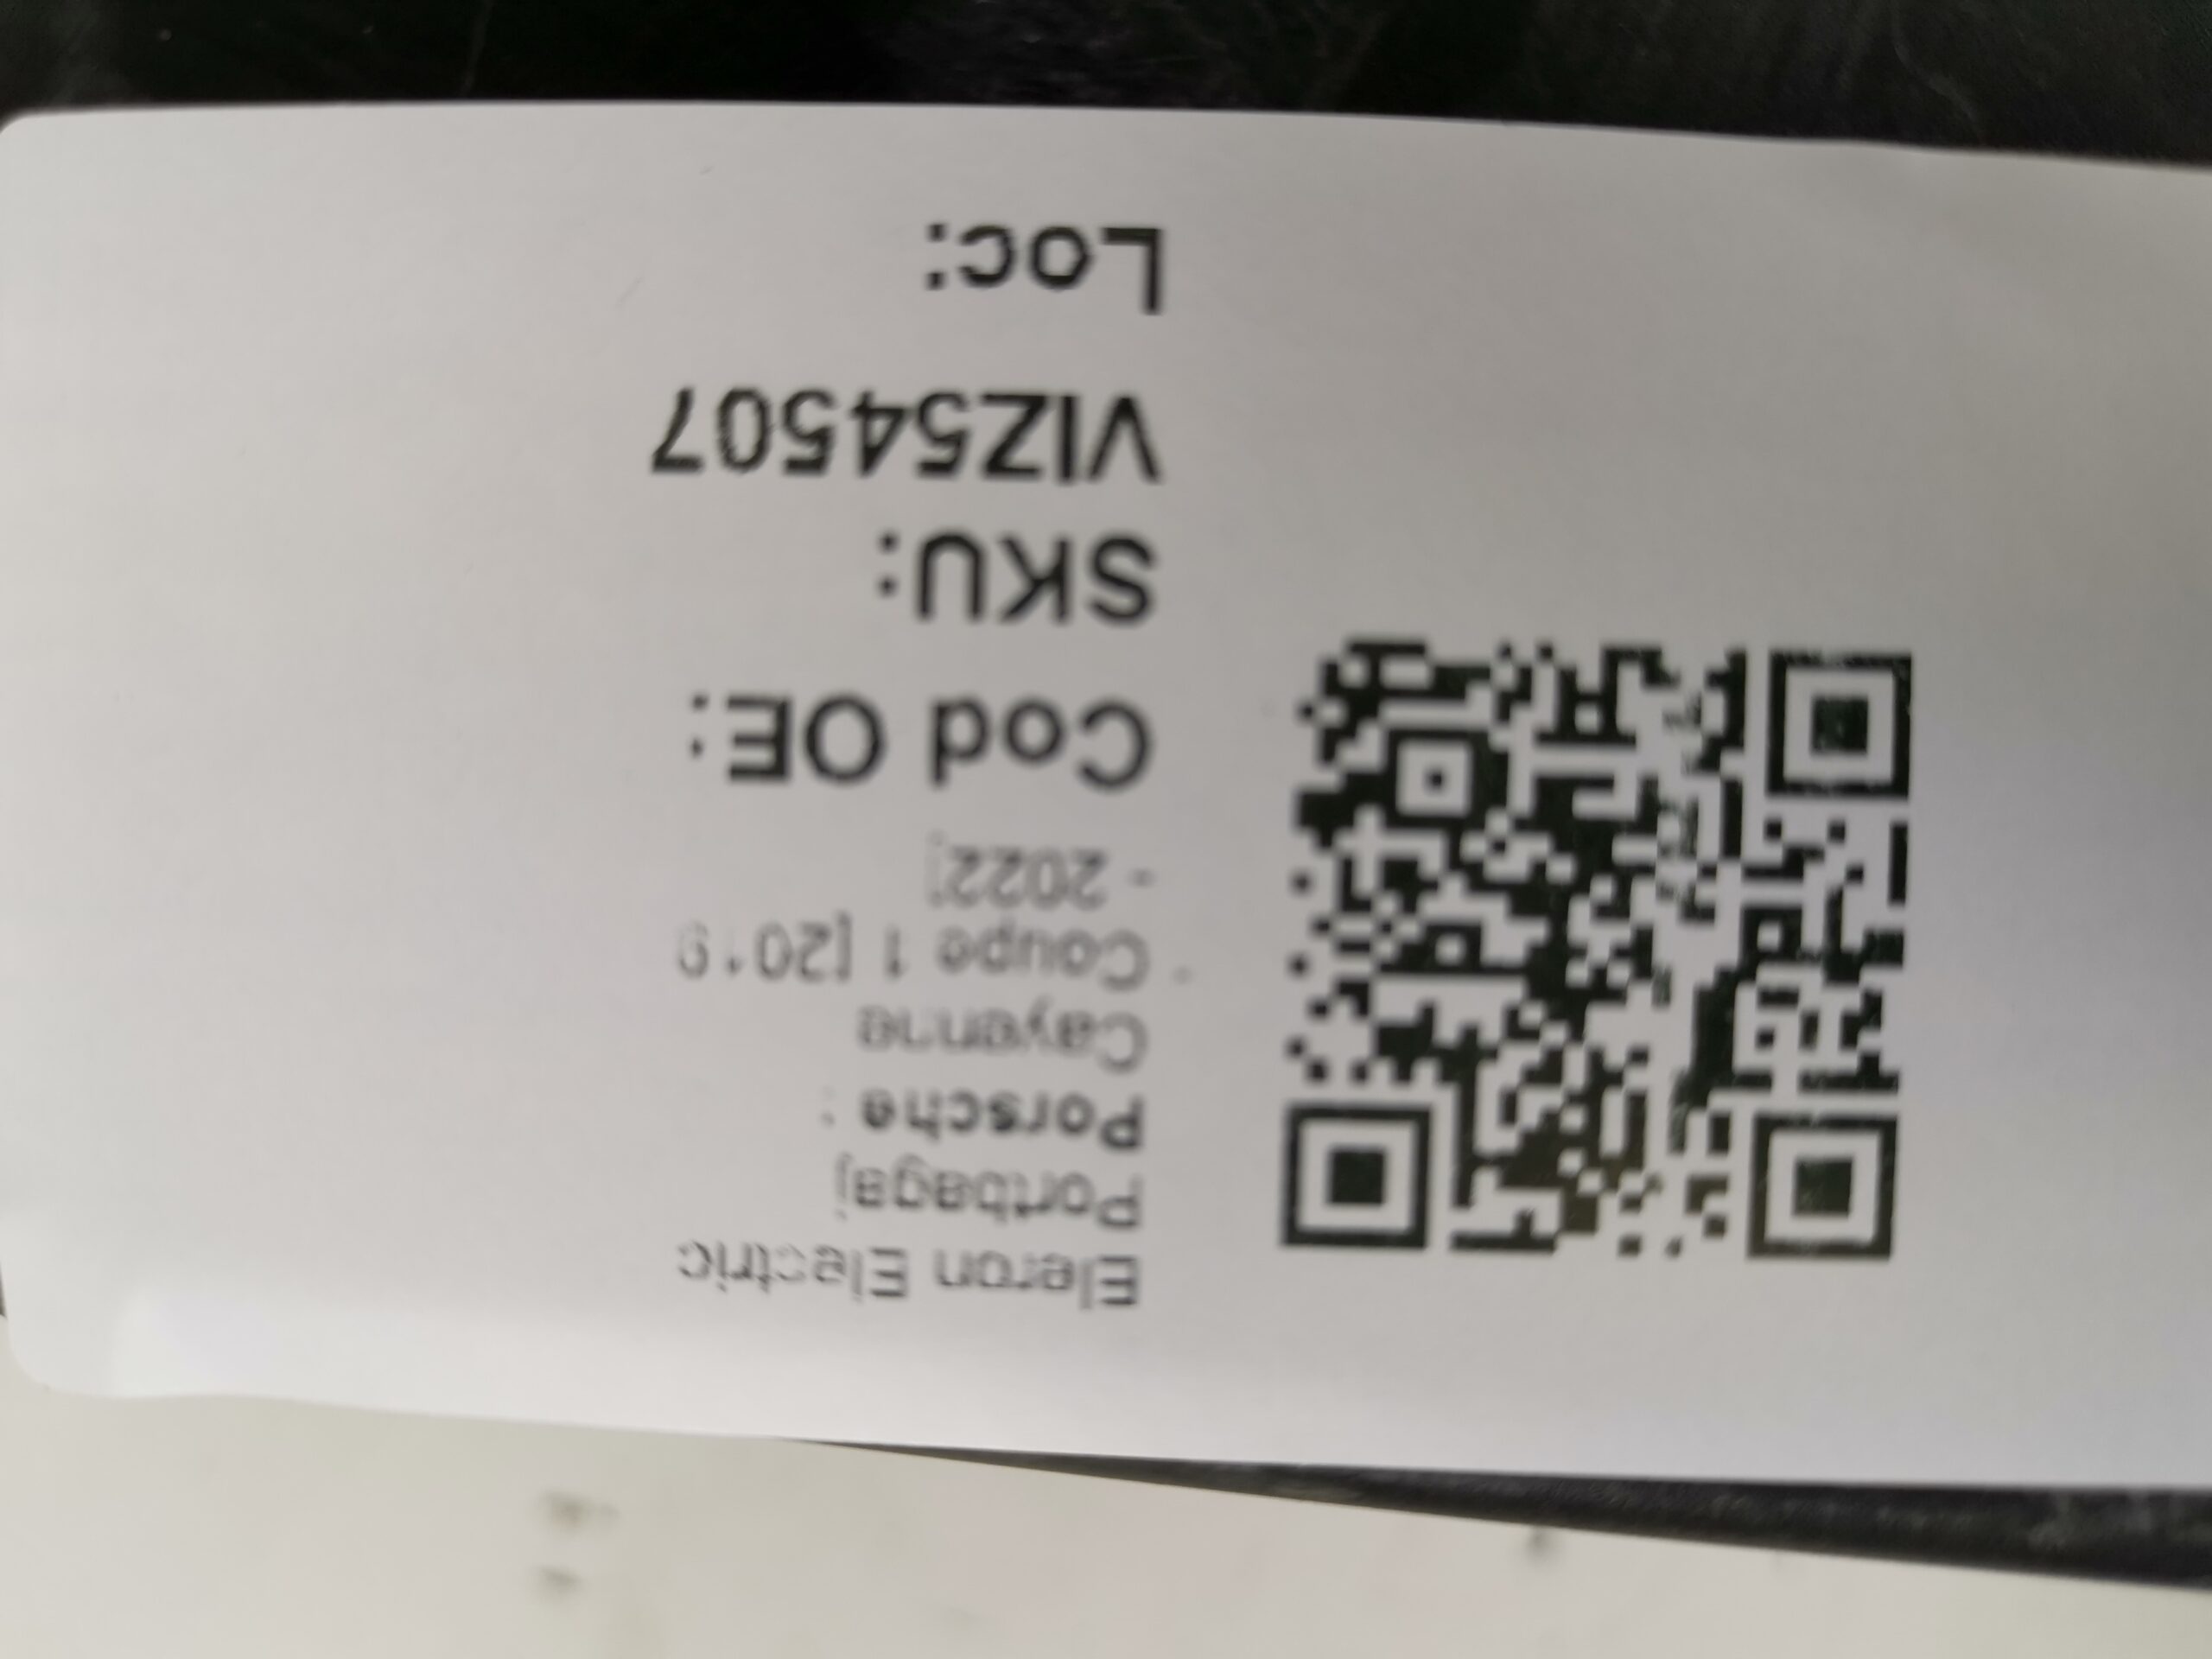 Eleron Electric
Portbagaj
Porsche :
Cayenne
Coupe 1 [2019
- 2022]
Cod OE:
SKU:
VIZ54507
Loc: